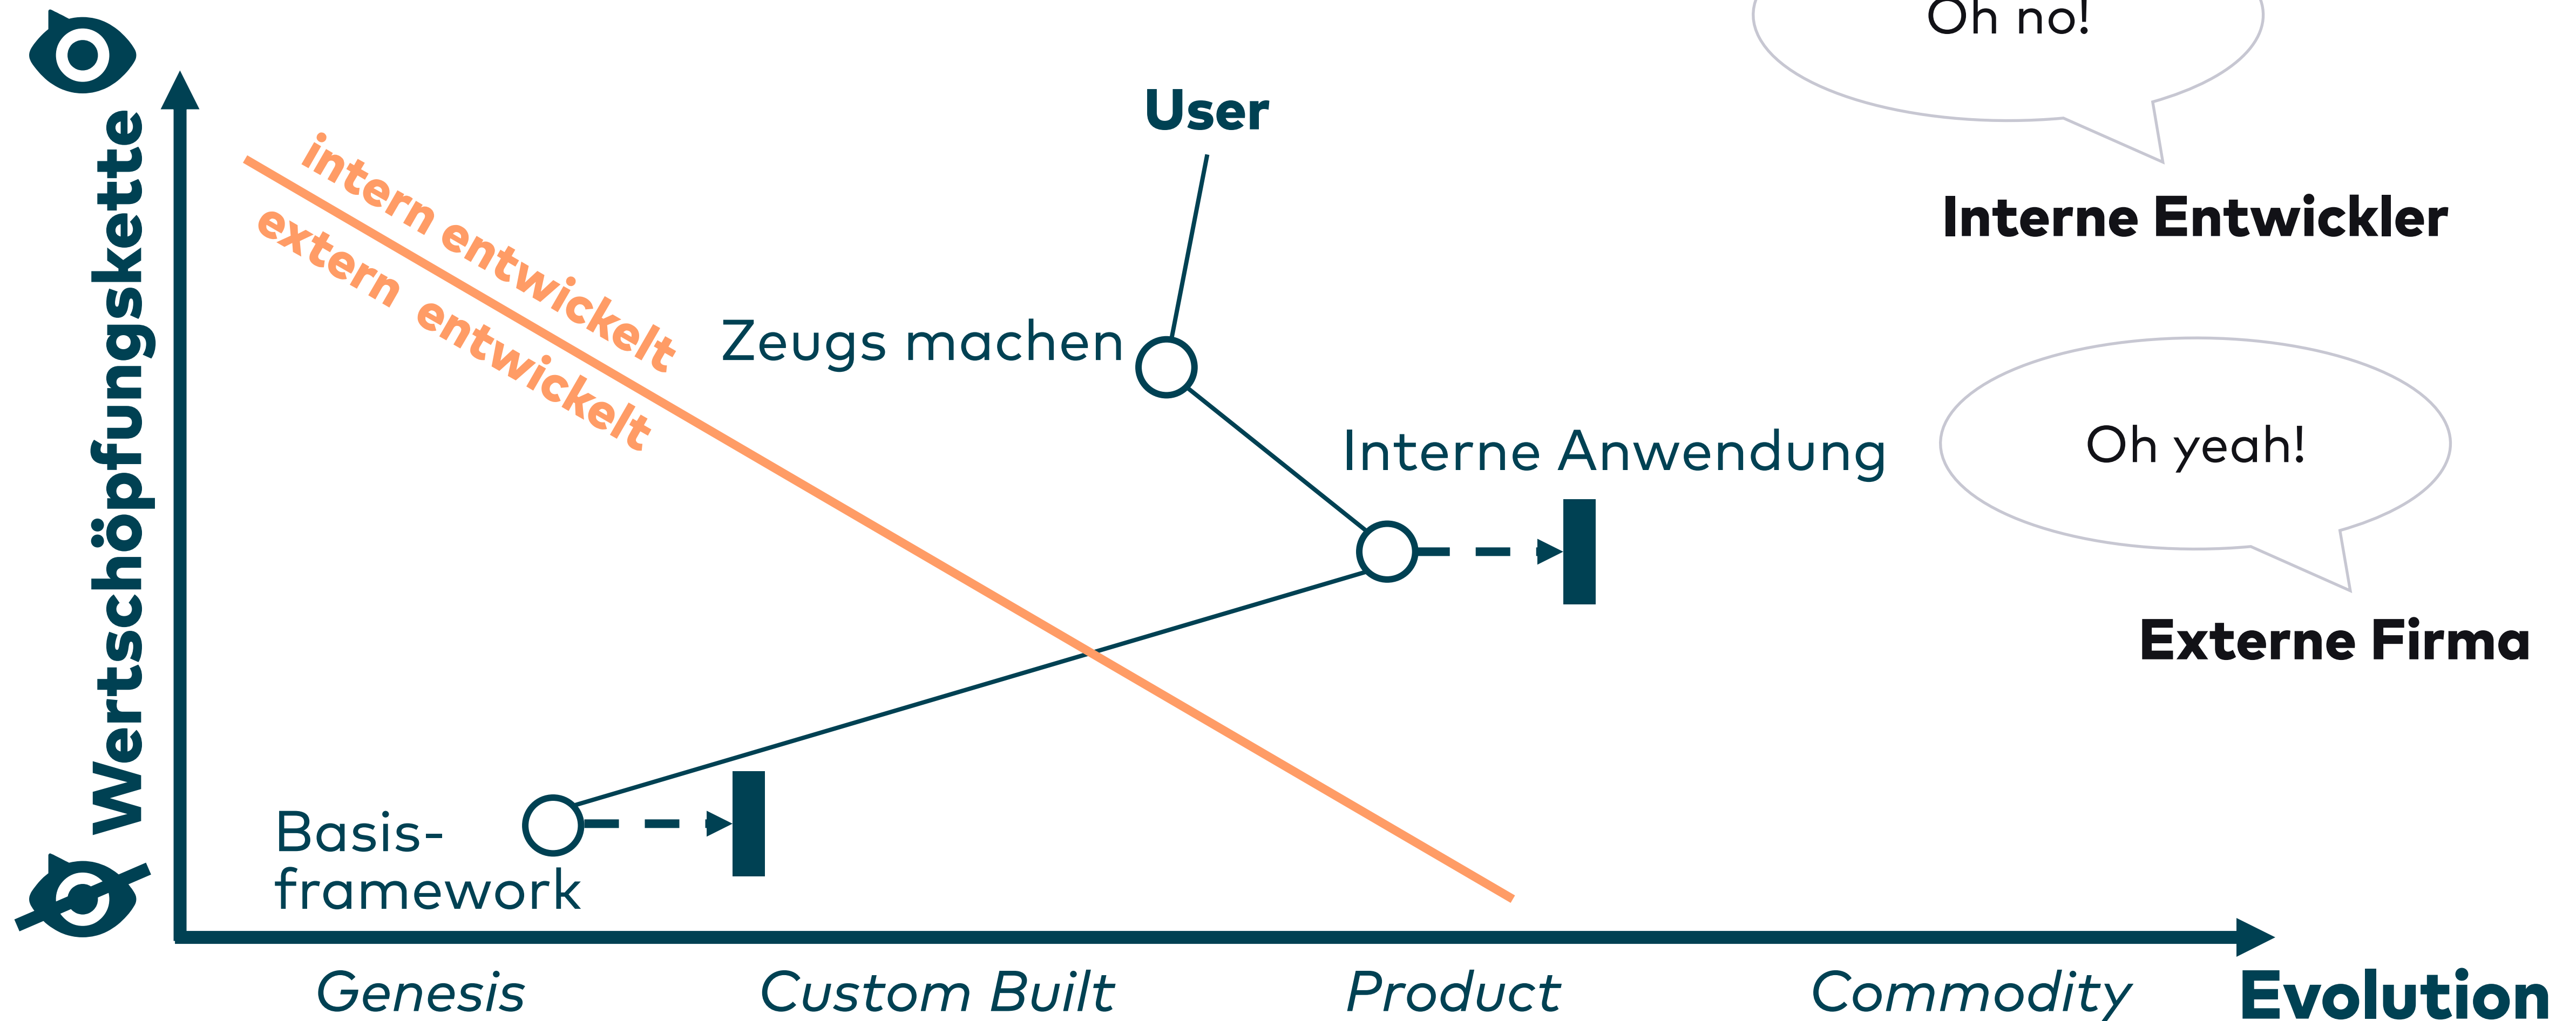 Oh no!
User
Interne Entwickler
intern entwickelt
extern entwickelt
Zeugs machen
Interne Anwendung
Oh yeah!
Externe Firma
Wertschöpfungskette
Basis-
framework
Genesis
Custom Built
Product
Commodity
Evolution